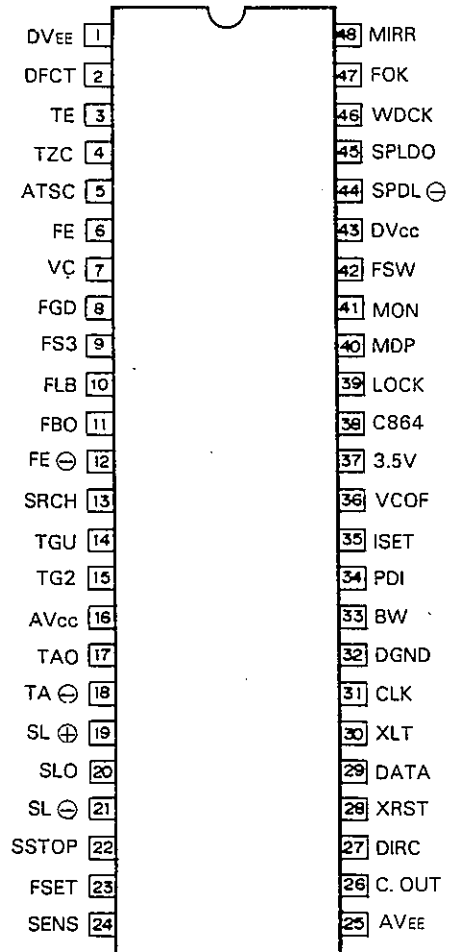 DVEE 1 48 MIRR
DFCT 2 47 FOK
TE 3 46 WDCK
TZC 4 45 SPLDO
ATSC 5 44 SPDL ⊖
FE 6 43 DVcc
VC 7 42 FSW
FGD 8 41 MON
FS3 9 40 MDP
FLB 10 39 LOCK
FBO 11 38 C864
FE ⊖ 12 37 3.5V
SRCH 13 36 VCOF
TGU 14 35 ISET
TG2 15 34 PDI
AVcc 16 33 BW
TAO 17 32 DGND
TA ⊖ 18 31 CLK
SL ⊕ 19 30 XLT
SLO 20 29 DATA
SL ⊖ 21 28 XRST
SSTOP 22 27 DIRC
FSET 23 26 C. OUT
SENS 24 25 AVEE